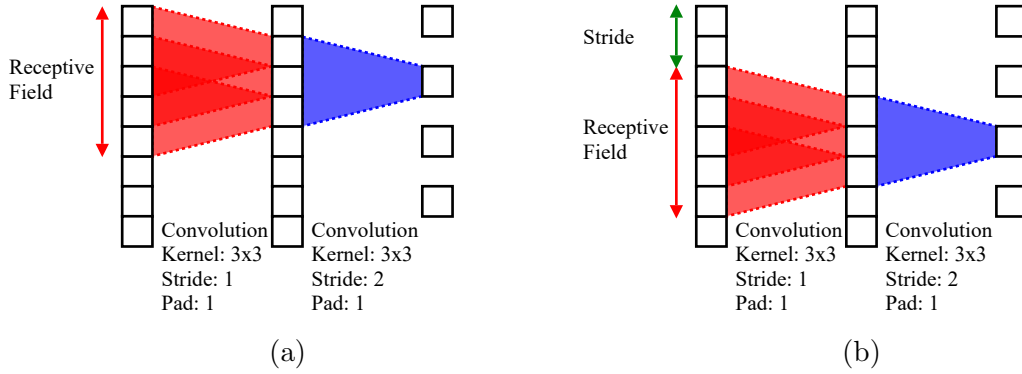 Receptive
Field
Convolution
Kernel: 3x3
Stride: 1
Pad: 1
Convolution
Kernel: 3x3
Stride: 2
Pad: 1
(a)
Stride
Receptive
Field
Convolution
Kernel: 3x3
Stride: 1
Pad: 1
Convolution
Kernel: 3x3
Stride: 2
Pad: 1
(b)